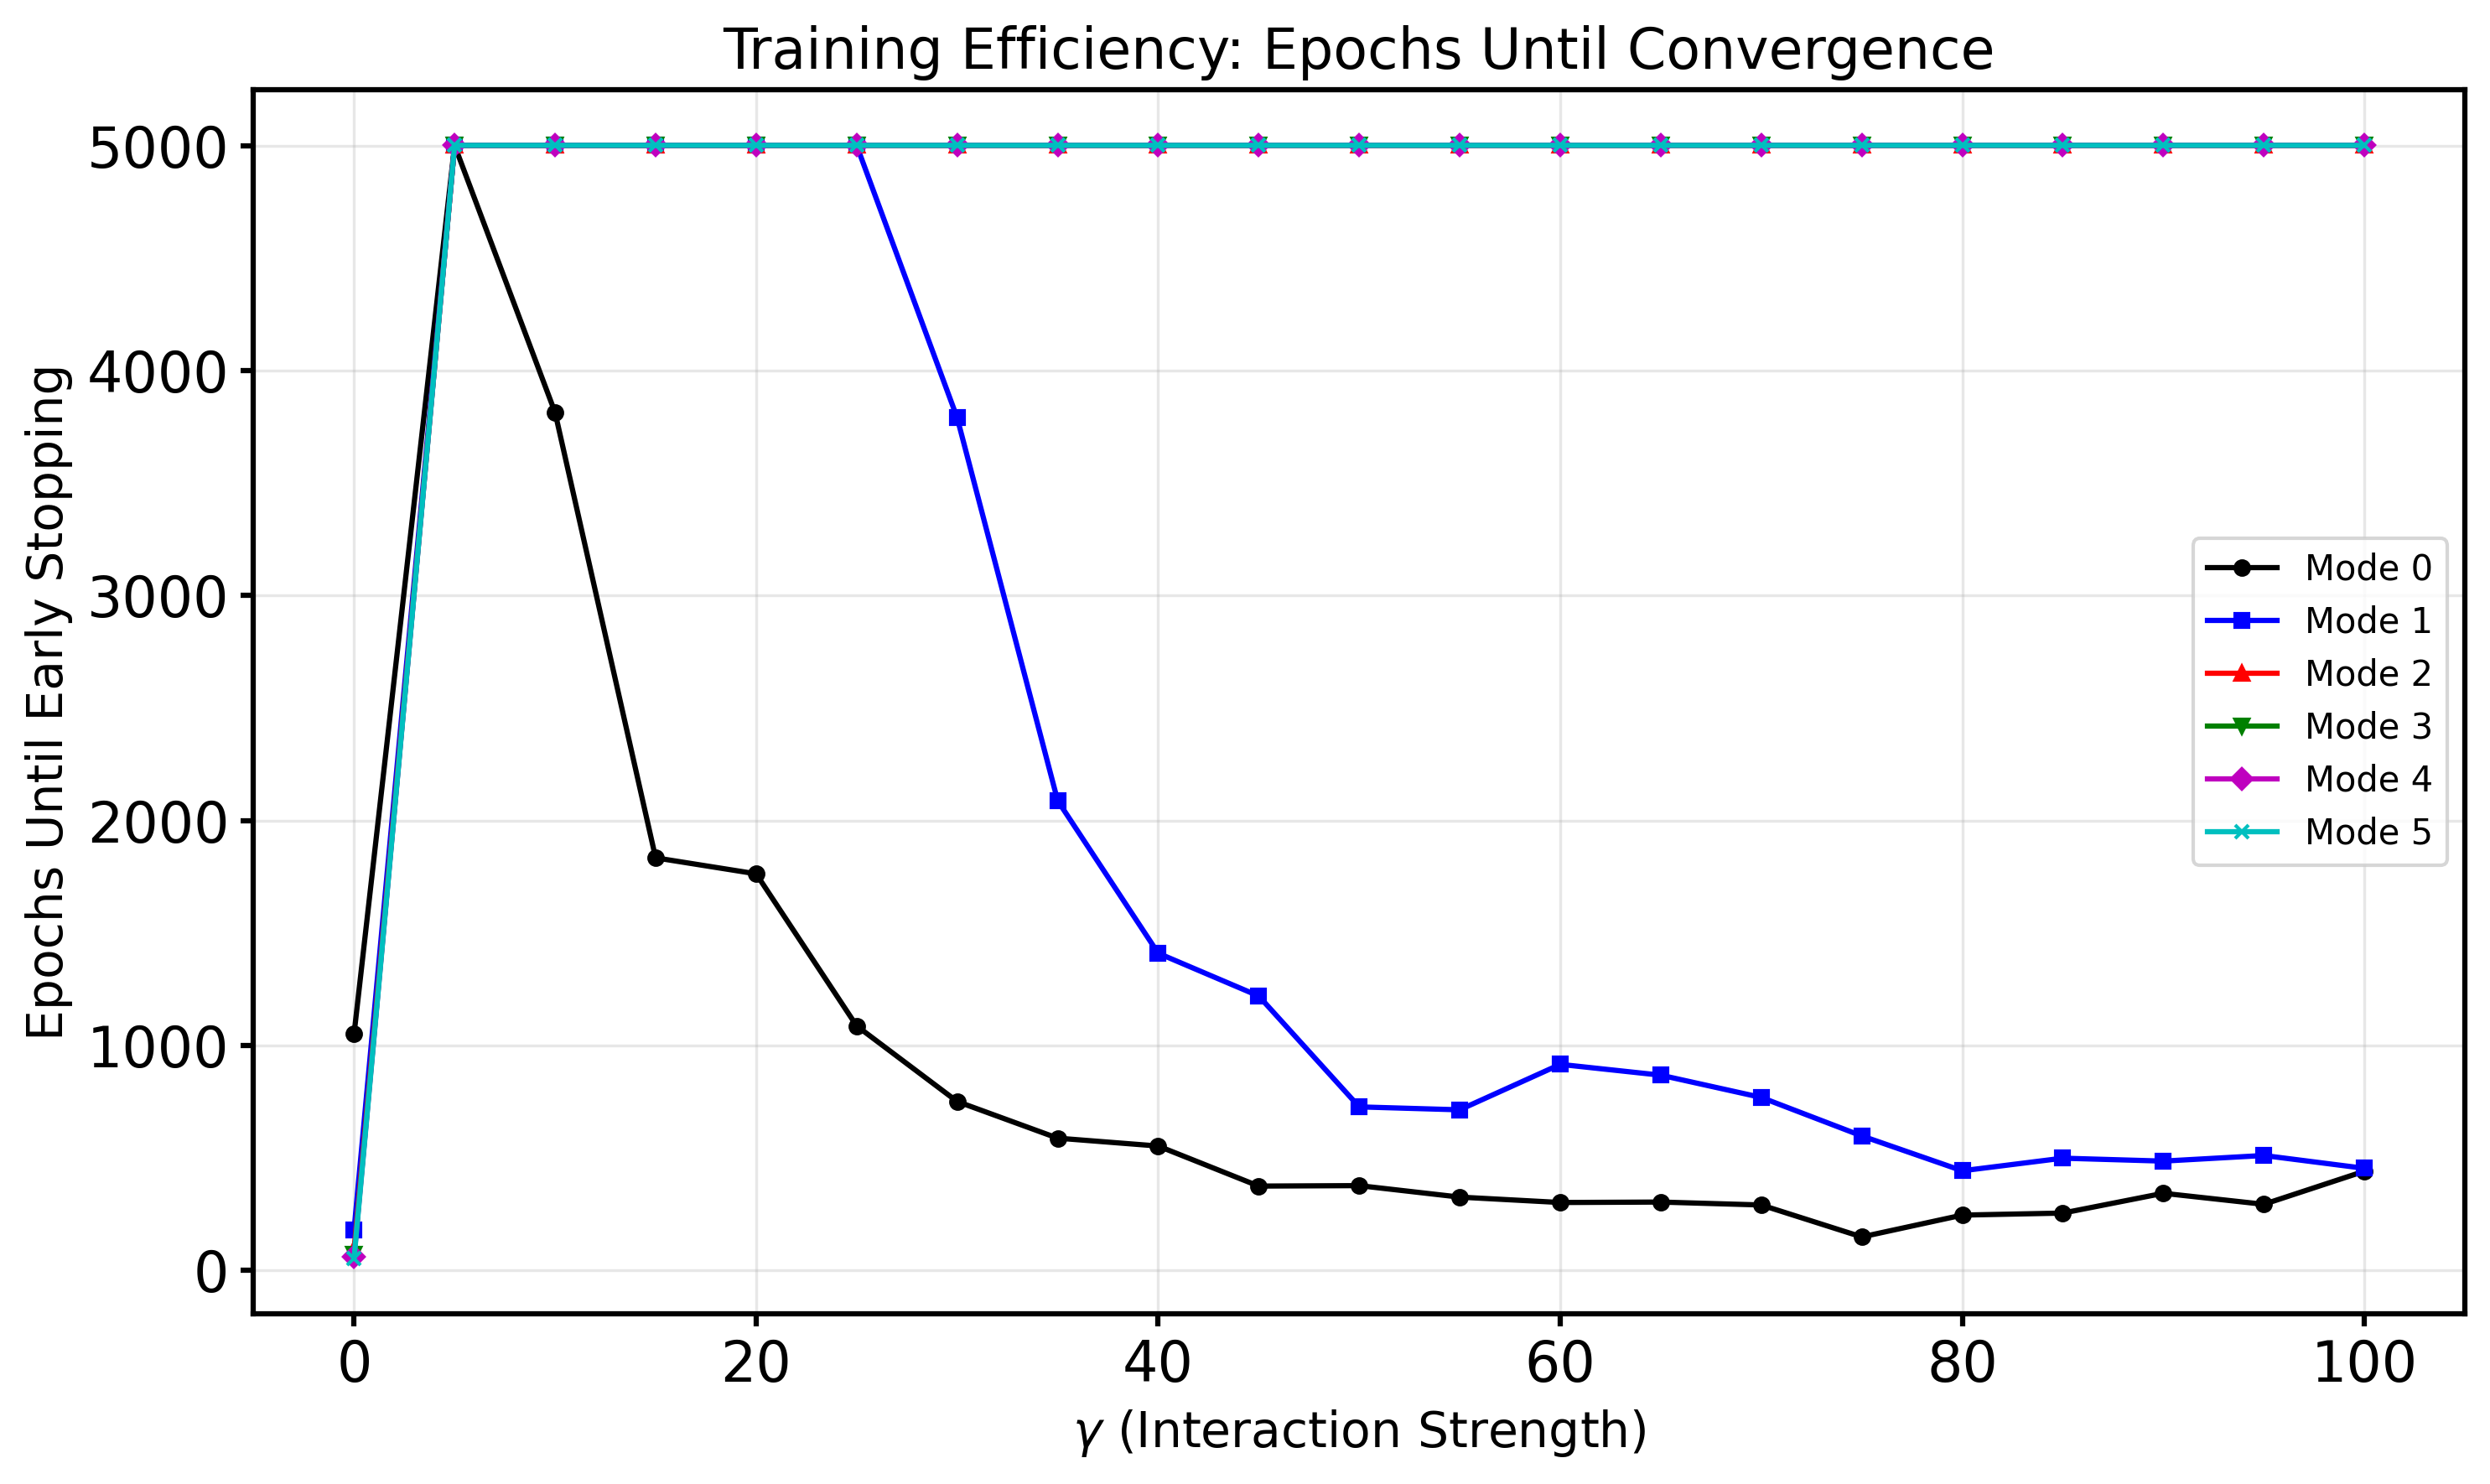 Training Efficiency: Epochs Until Convergence
Epochs Until Early Stopping
5000
4000
3000
2000
1000
0
Mode 0
Mode 1
Mode 2
Mode 3
Mode 4
Mode 5
0 20 40 60 80 100
γ (Interaction Strength)